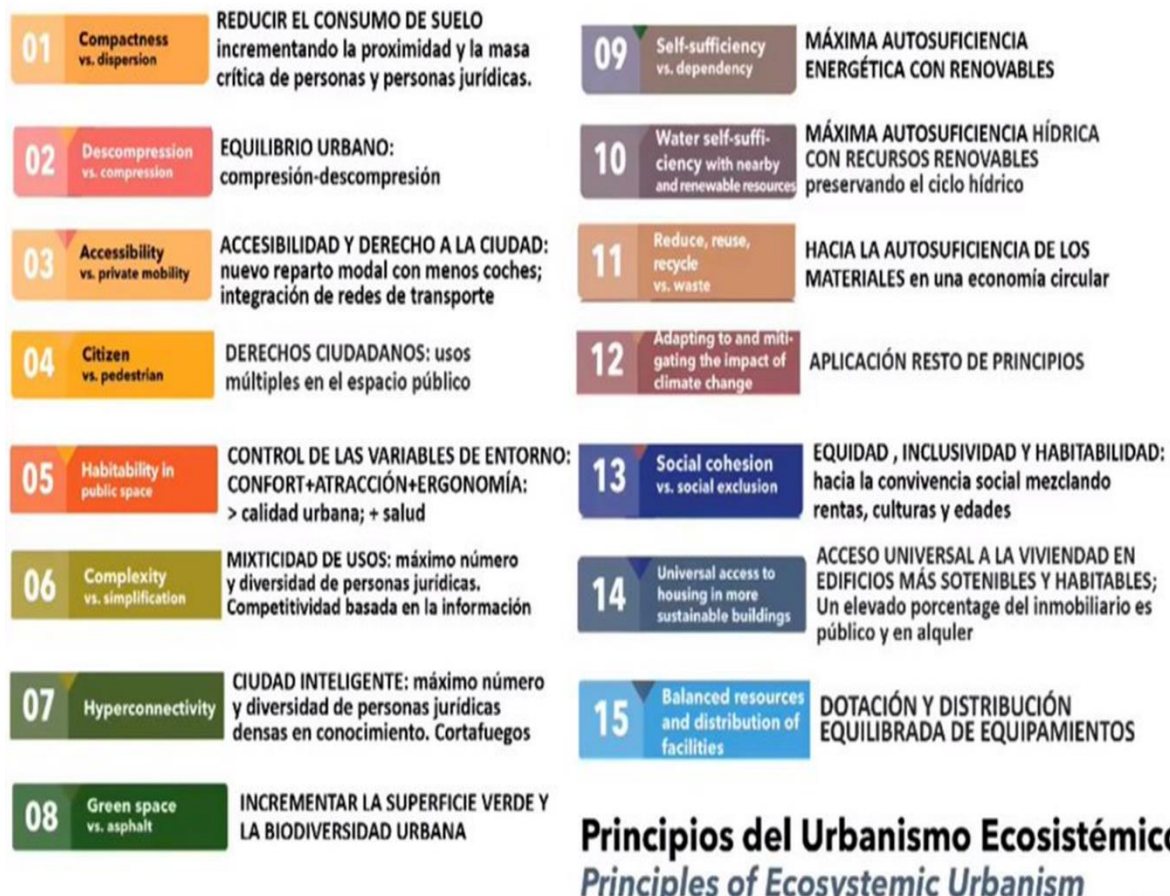 01
Compactness
vs. dispersion
REDUCIR EL CONSUMO DE SUELO
incrementando la proximidad y la masa
crítica de personas y personas jurídicas.
02
Descompression
vs. compression
EQUILIBRIO URBANO:
compresión-descompresión
03
Accessibility
vs. private mobility
ACCESIBILIDAD Y DERECHO A LA CIUDAD:
nuevo reparto modal con menos coches;
integración de redes de transporte
04
Citizen
vs. pedestrian
DERECHOS CIUDADANOS: usos
múltiples en el espacio público
05
Habitability in
public space
CONTROL DE LAS VARIABLES DE ENTORNO:
CONFORT+ATRACCIÓN+ERGONOMÍA:
> calidad urbana; + salud
06
Complexity
vs. simplification
MIXTICIDAD DE USOS: máximo número
y diversidad de personas jurídicas.
Competitividad basada en la información
07
Hyperconnectivity
CIUDAD INTELIGENTE: máximo número
y diversidad de personas jurídicas
densas en conocimiento. Cortafuegos
08
Green space
vs. asphalt
INCREMENTAR LA SUPERFICIE VERDE Y
LA BIODIVERSIDAD URBANA
09
Self-sufficiency
vs. dependency
MÁXIMA AUTOSUFICIENCIA
ENERGÉTICA CON RENOVABLES
10
Water self-suffi-
ciency with nearby
and renewable resources
MÁXIMA AUTOSUFICIENCIA HÍDRICA
CON RECURSOS RENOVABLES
preservando el ciclo hídrico
11
Reduce, reuse,
recycle
vs. waste
HACIA LA AUTOSUFICIENCIA DE LOS
MATERIALES en una economía circular
12
Adapting to and miti-
gating the impact of
climate change
APLICACIÓN RESTO DE PRINCIPIOS
13
Social cohesion
vs. social exclusion
EQUIDAD , INCLUSIVIDAD Y HABITABILIDAD:
hacia la convivencia social mezclando
rentas, culturas y edades
14
Universal access to
housing in more
sustainable buildings
ACCESO UNIVERSAL A LA VIVIENDAD EN
EDIFICIOS MÁS SOTENIBLES Y HABITABLES;
Un elevado porcentage del inmobiliario es
público y en alquler
15
Balanced resources
and distribution of
facilities
DOTACIÓN Y DISTRIBUCIÓN
EQUILIBRADA DE EQUIPAMIENTOS
Principios del Urbanismo Ecosistémico
Principles of Ecosystemic Urbanism